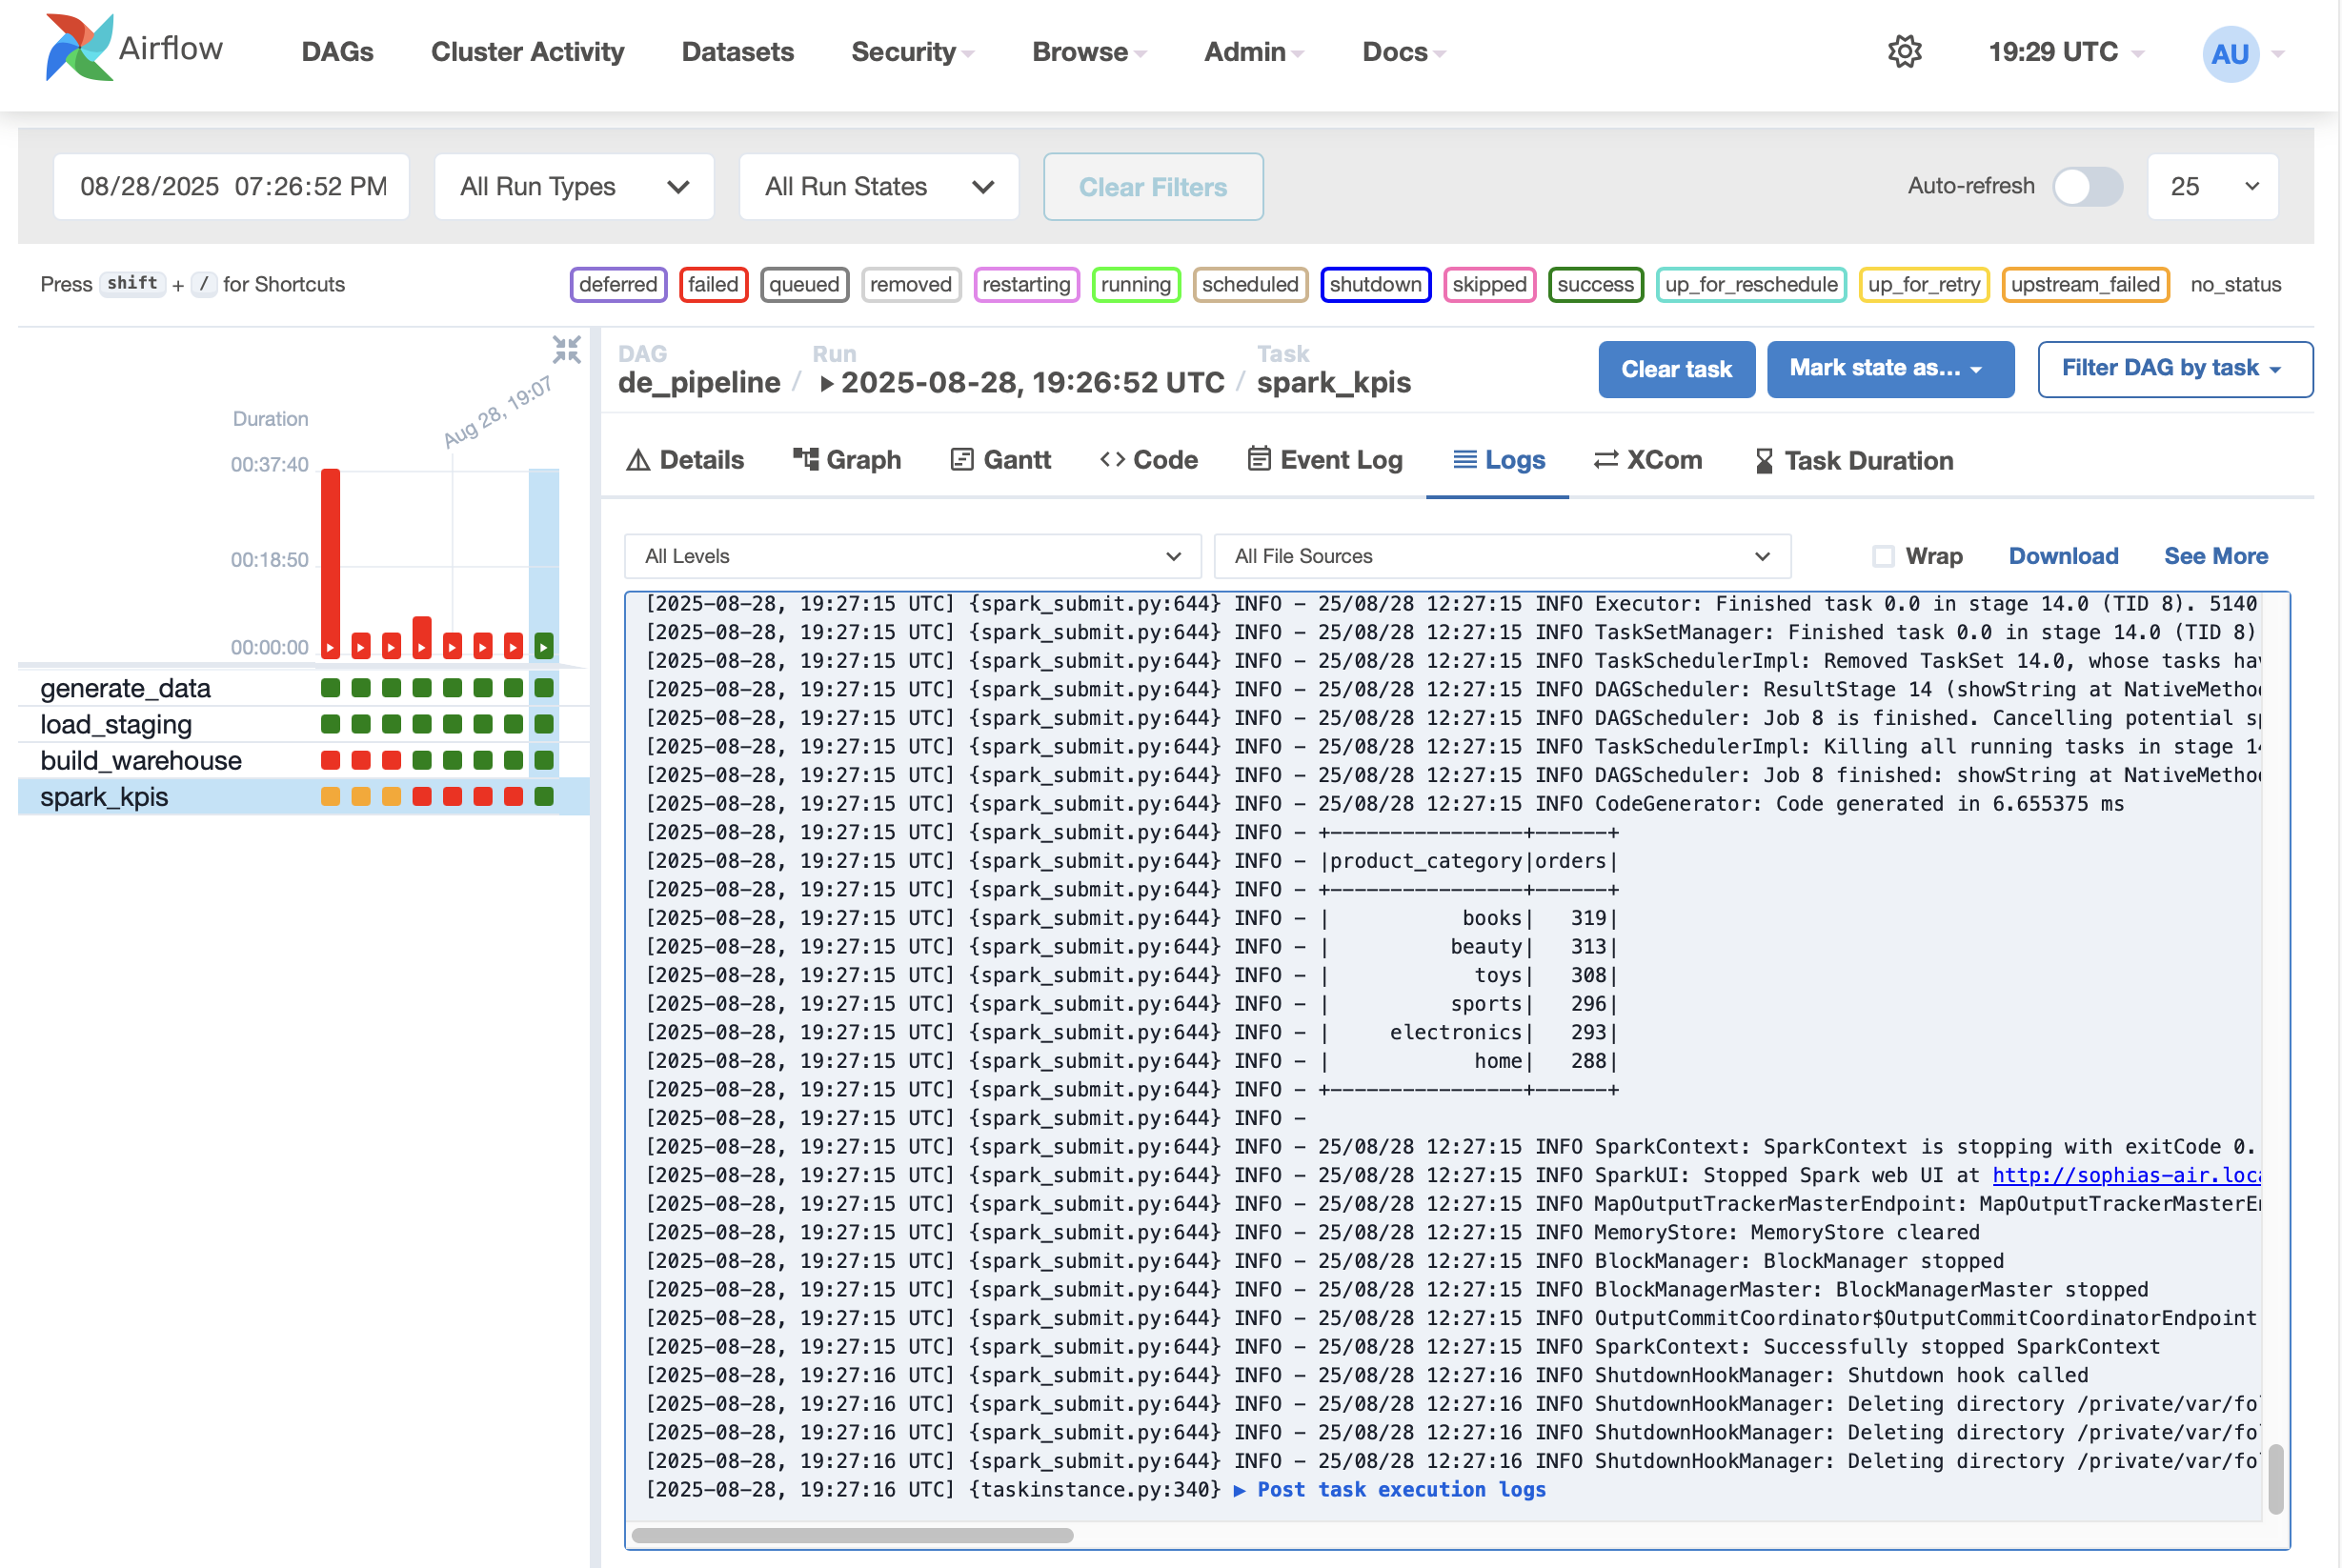 Airflow DAGs Cluster Activity Datasets Security Browse Admin Docs 19:29 UTC AU
08/28/2025 07:26:52 PM All Run Types All Run States Clear Filters Auto-refresh 25
Press shift + / for Shortcuts deferred failed queued removed restarting running scheduled shutdown skipped success up_for_reschedule up_for_retry upstream_failed no_status
Duration
Aug 28, 19:07
00:37:40
00:18:50
00:00:00
generate_data
load_staging
build_warehouse
spark_kpis
DAG Run Task
de_pipeline / 2025-08-28, 19:26:52 UTC / spark_kpis
Clear task Mark state as... Filter DAG by task
Details Graph Gantt Code Event Log Logs XCom Task Duration
All Levels All File Sources Wrap Download See More
[2025-08-28, 19:27:15 UTC] {spark_submit.py:644} INFO - 25/08/28 12:27:15 INFO Executor: Finished task 0.0 in stage 14.0 (TID 8). 5140
[2025-08-28, 19:27:15 UTC] {spark_submit.py:644} INFO - 25/08/28 12:27:15 INFO TaskSetManager: Finished task 0.0 in stage 14.0 (TID 8)
[2025-08-28, 19:27:15 UTC] {spark_submit.py:644} INFO - 25/08/28 12:27:15 INFO TaskSchedulerImpl: Removed TaskSet 14.0, whose tasks hav
[2025-08-28, 19:27:15 UTC] {spark_submit.py:644} INFO - 25/08/28 12:27:15 INFO DAGScheduler: ResultStage 14 (showString at NativeMetho
[2025-08-28, 19:27:15 UTC] {spark_submit.py:644} INFO - 25/08/28 12:27:15 INFO DAGScheduler: Job 8 is finished. Cancelling potential sp
[2025-08-28, 19:27:15 UTC] {spark_submit.py:644} INFO - 25/08/28 12:27:15 INFO TaskSchedulerImpl: Killing all running tasks in stage 14
[2025-08-28, 19:27:15 UTC] {spark_submit.py:644} INFO - 25/08/28 12:27:15 INFO DAGScheduler: Job 8 finished: showString at NativeMetho
[2025-08-28, 19:27:15 UTC] {spark_submit.py:644} INFO - 25/08/28 12:27:15 INFO CodeGenerator: Code generated in 6.655375 ms
[2025-08-28, 19:27:15 UTC] {spark_submit.py:644} INFO - +----------------+------+
[2025-08-28, 19:27:15 UTC] {spark_submit.py:644} INFO - |product_category|orders|
[2025-08-28, 19:27:15 UTC] {spark_submit.py:644} INFO - +----------------+------+
[2025-08-28, 19:27:15 UTC] {spark_submit.py:644} INFO - |           books|   319|
[2025-08-28, 19:27:15 UTC] {spark_submit.py:644} INFO - |          beauty|   313|
[2025-08-28, 19:27:15 UTC] {spark_submit.py:644} INFO - |            toys|   308|
[2025-08-28, 19:27:15 UTC] {spark_submit.py:644} INFO - |          sports|   296|
[2025-08-28, 19:27:15 UTC] {spark_submit.py:644} INFO - |     electronics|   293|
[2025-08-28, 19:27:15 UTC] {spark_submit.py:644} INFO - |            home|   288|
[2025-08-28, 19:27:15 UTC] {spark_submit.py:644} INFO - +----------------+------+
[2025-08-28, 19:27:15 UTC] {spark_submit.py:644} INFO -
[2025-08-28, 19:27:15 UTC] {spark_submit.py:644} INFO - 25/08/28 12:27:15 INFO SparkContext: SparkContext is stopping with exitCode 0.
[2025-08-28, 19:27:15 UTC] {spark_submit.py:644} INFO - 25/08/28 12:27:15 INFO SparkUI: Stopped Spark web UI at http://sophias-air.loca
[2025-08-28, 19:27:15 UTC] {spark_submit.py:644} INFO - 25/08/28 12:27:15 INFO MapOutputTrackerMasterEndpoint: MapOutputTrackerMasterEn
[2025-08-28, 19:27:15 UTC] {spark_submit.py:644} INFO - 25/08/28 12:27:15 INFO MemoryStore: MemoryStore cleared
[2025-08-28, 19:27:15 UTC] {spark_submit.py:644} INFO - 25/08/28 12:27:15 INFO BlockManager: BlockManager stopped
[2025-08-28, 19:27:15 UTC] {spark_submit.py:644} INFO - 25/08/28 12:27:15 INFO BlockManagerMaster: BlockManagerMaster stopped
[2025-08-28, 19:27:15 UTC] {spark_submit.py:644} INFO - 25/08/28 12:27:15 INFO OutputCommitCoordinator$OutputCommitCoordinatorEndpoint
[2025-08-28, 19:27:15 UTC] {spark_submit.py:644} INFO - 25/08/28 12:27:15 INFO SparkContext: Successfully stopped SparkContext
[2025-08-28, 19:27:16 UTC] {spark_submit.py:644} INFO - 25/08/28 12:27:16 INFO ShutdownHookManager: Shutdown hook called
[2025-08-28, 19:27:16 UTC] {spark_submit.py:644} INFO - 25/08/28 12:27:16 INFO ShutdownHookManager: Deleting directory /private/var/fo
[2025-08-28, 19:27:16 UTC] {spark_submit.py:644} INFO - 25/08/28 12:27:16 INFO ShutdownHookManager: Deleting directory /private/var/fo
[2025-08-28, 19:27:16 UTC] {spark_submit.py:644} INFO - 25/08/28 12:27:16 INFO ShutdownHookManager: Deleting directory /private/var/fo
[2025-08-28, 19:27:16 UTC] {taskinstance.py:340} ▶ Post task execution logs